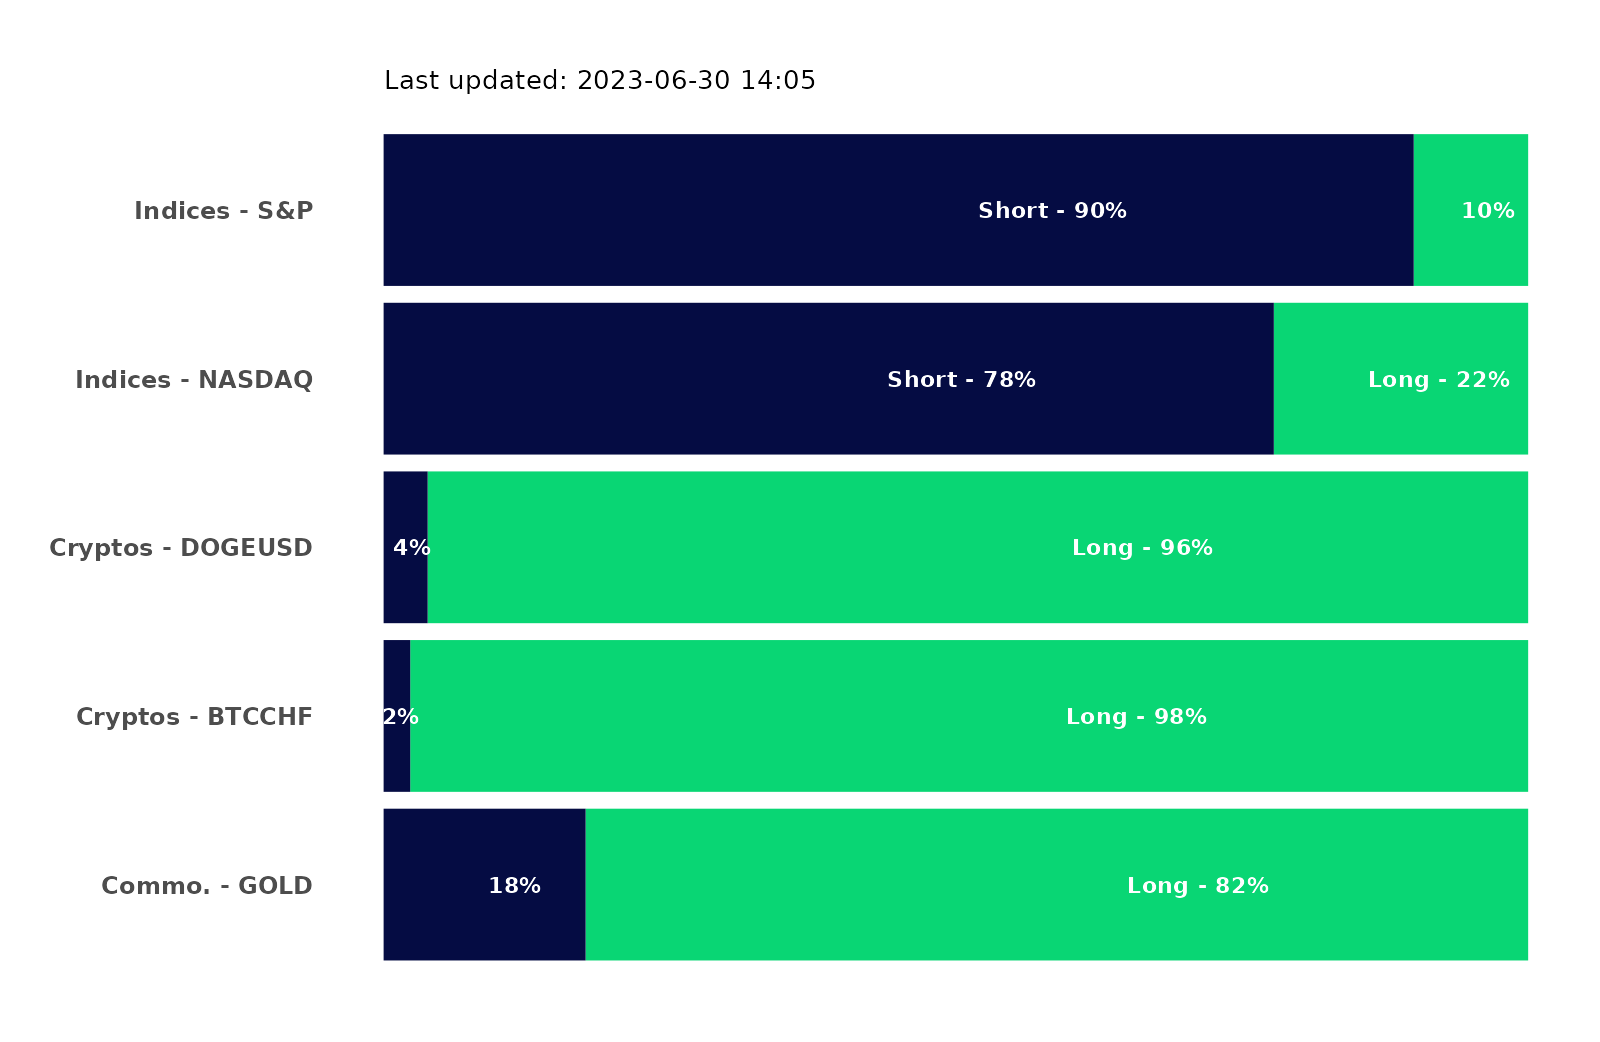 Last updated: 2023-06-30 14:05
Indices - S&P Short - 90% 10%
Indices - NASDAQ Short - 78% Long - 22%
Cryptos - DOGEUSD 4% Long - 96%
Cryptos - BTCCHF 2% Long - 98%
Commo. - GOLD 18% Long - 82%